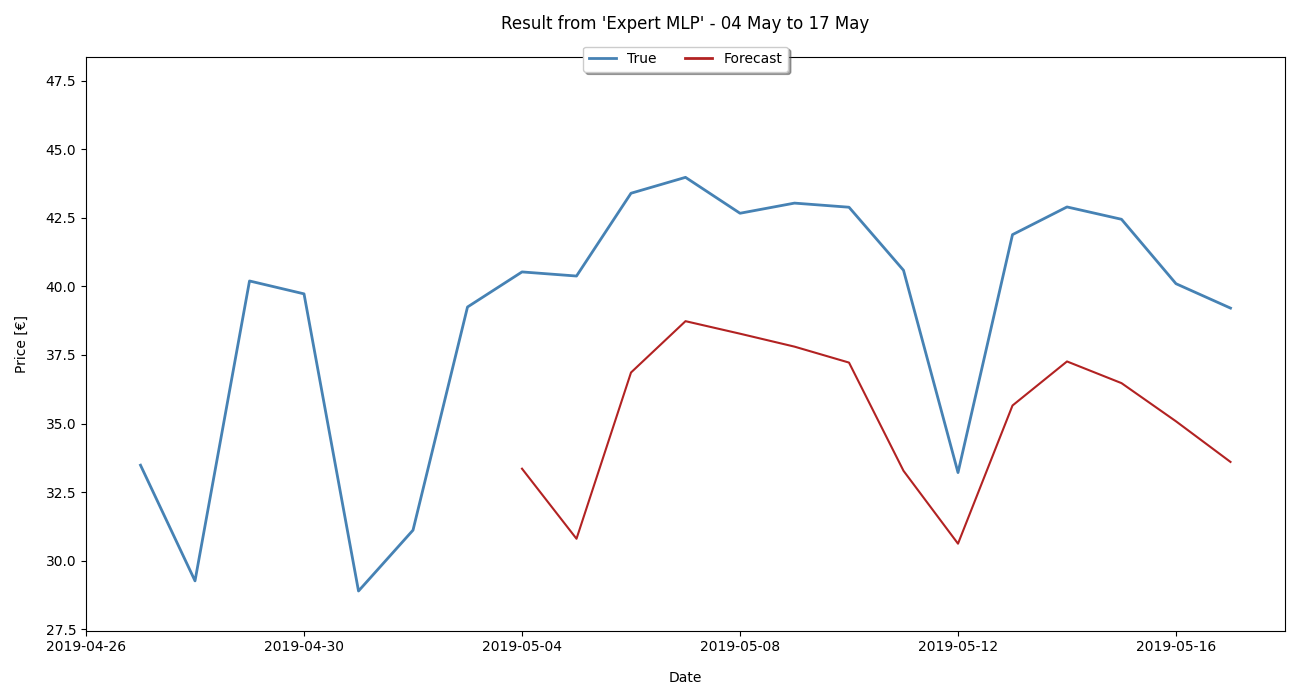 Result from 'Expert MLP' - 04 May to 17 May
True Forecast
47.5
45.0
42.5
40.0
37.5
35.0
32.5
30.0
27.5
Price [€]
2019-04-26 2019-04-30 2019-05-04 2019-05-08 2019-05-12 2019-05-16
Date